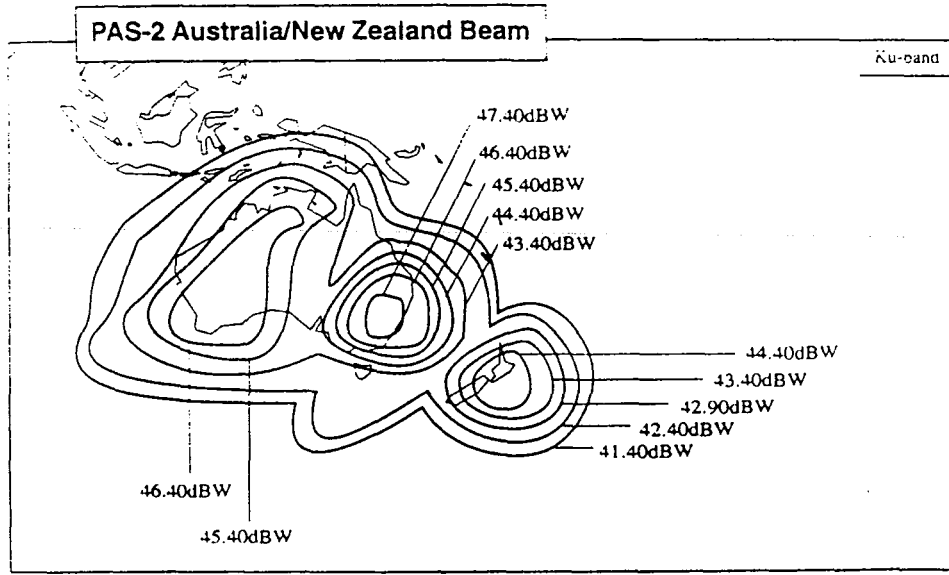 PAS-2 Australia/New Zealand Beam
Ku-band
47.40dBW
46.40dBW
45.40dBW
44.40dBW
43.40dBW
44.40dBW
43.40dBW
42.90dBW
42.40dBW
41.40dBW
46.40dBW
45.40dBW